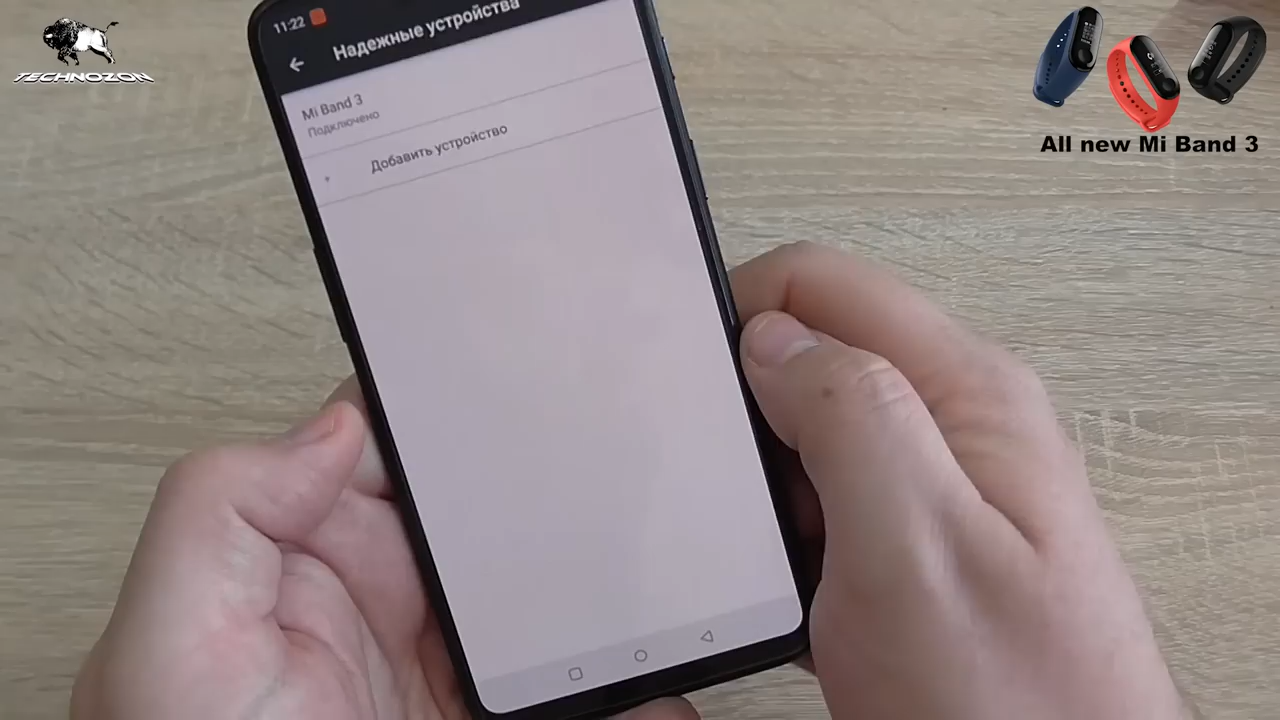 TECHNOZON
11:22
Надежные устройства
Mi Band 3
Подключено
Добавить устройство
All new Mi Band 3